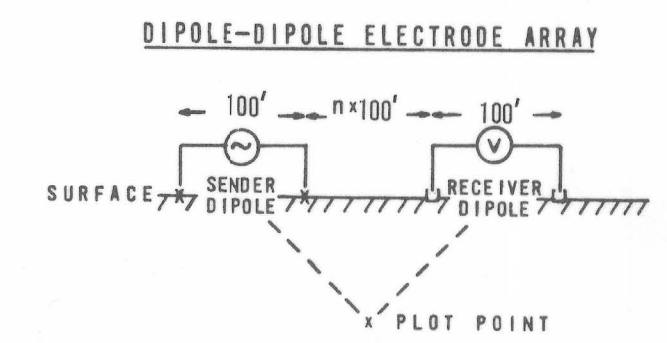 DIPOLE-DIPOLE ELECTRODE ARRAY
100' n×100' 100'
~ V
SURFACE SENDER DIPOLE RECEIVER DIPOLE
x PLOT POINT